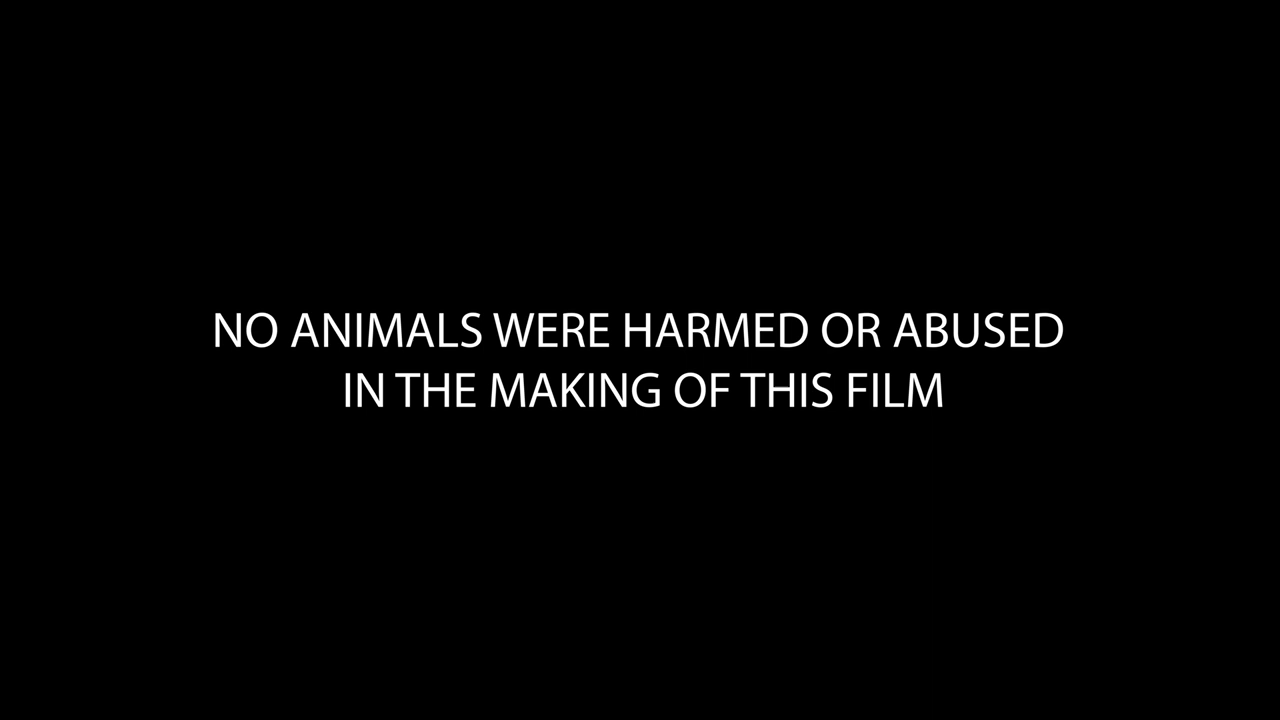 NO ANIMALS WERE HARMED OR ABUSED
IN THE MAKING OF THIS FILM